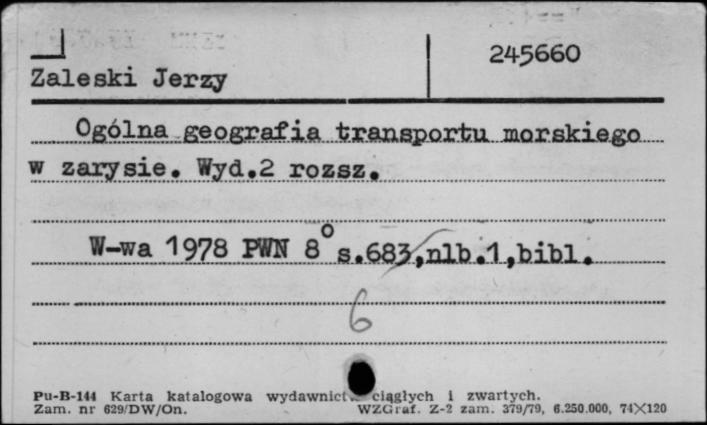 245660
Zaleski Jerzy
Ogólna geografia transportu morskiego
w zarysie. Wyd.2 rozsz.
W-wa 1978 PWN 8° s.683,nlb.1,bibl.
6
Pu-B-144 Karta katalogowa wydawnictw ciągłych i zwartych.
Zam. nr 629/DW/On. WZGraf. Z-2 zam. 379/79, 6.250.000, 74×120